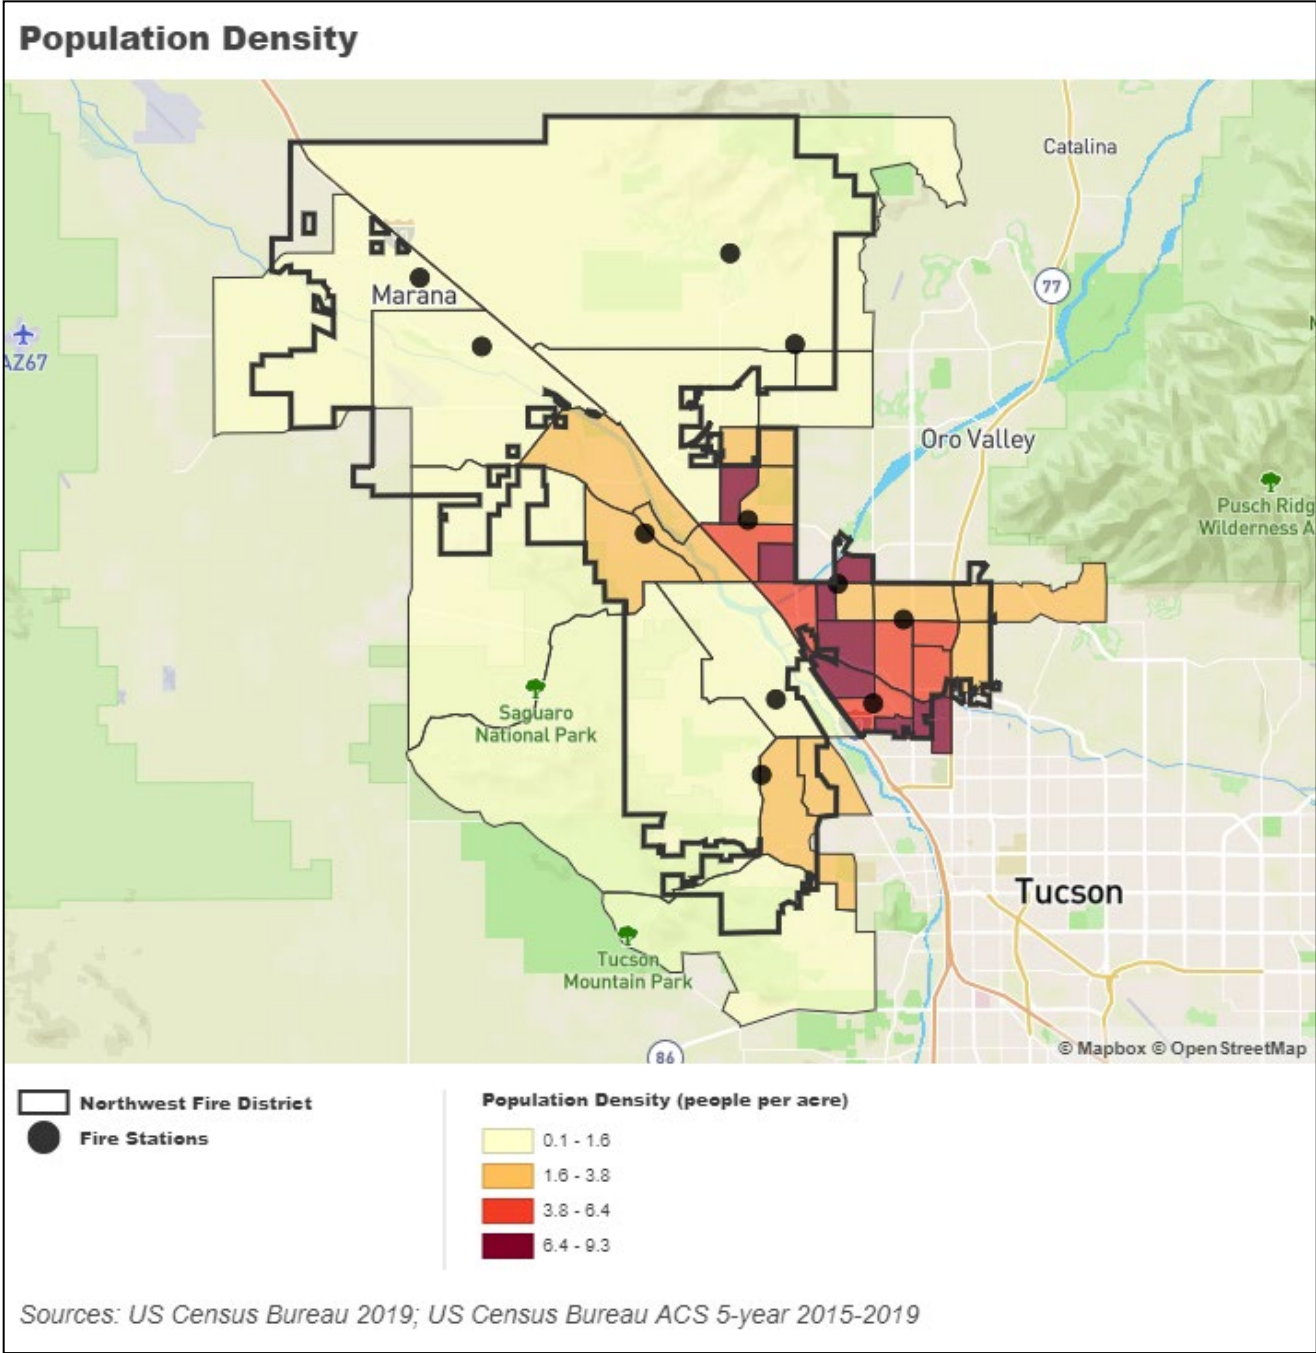 Population Density
Catalina
77
Marana
AZ67
Oro Valley
Pusch Ridg
Wilderness A
Saguaro
National Park
Tucson
Tucson
Mountain Park
86
© Mapbox © OpenStreetMap
Northwest Fire District
Fire Stations
Population Density (people per acre)
0.1 - 1.6
1.6 - 3.8
3.8 - 6.4
6.4 - 9.3
Sources: US Census Bureau 2019; US Census Bureau ACS 5-year 2015-2019